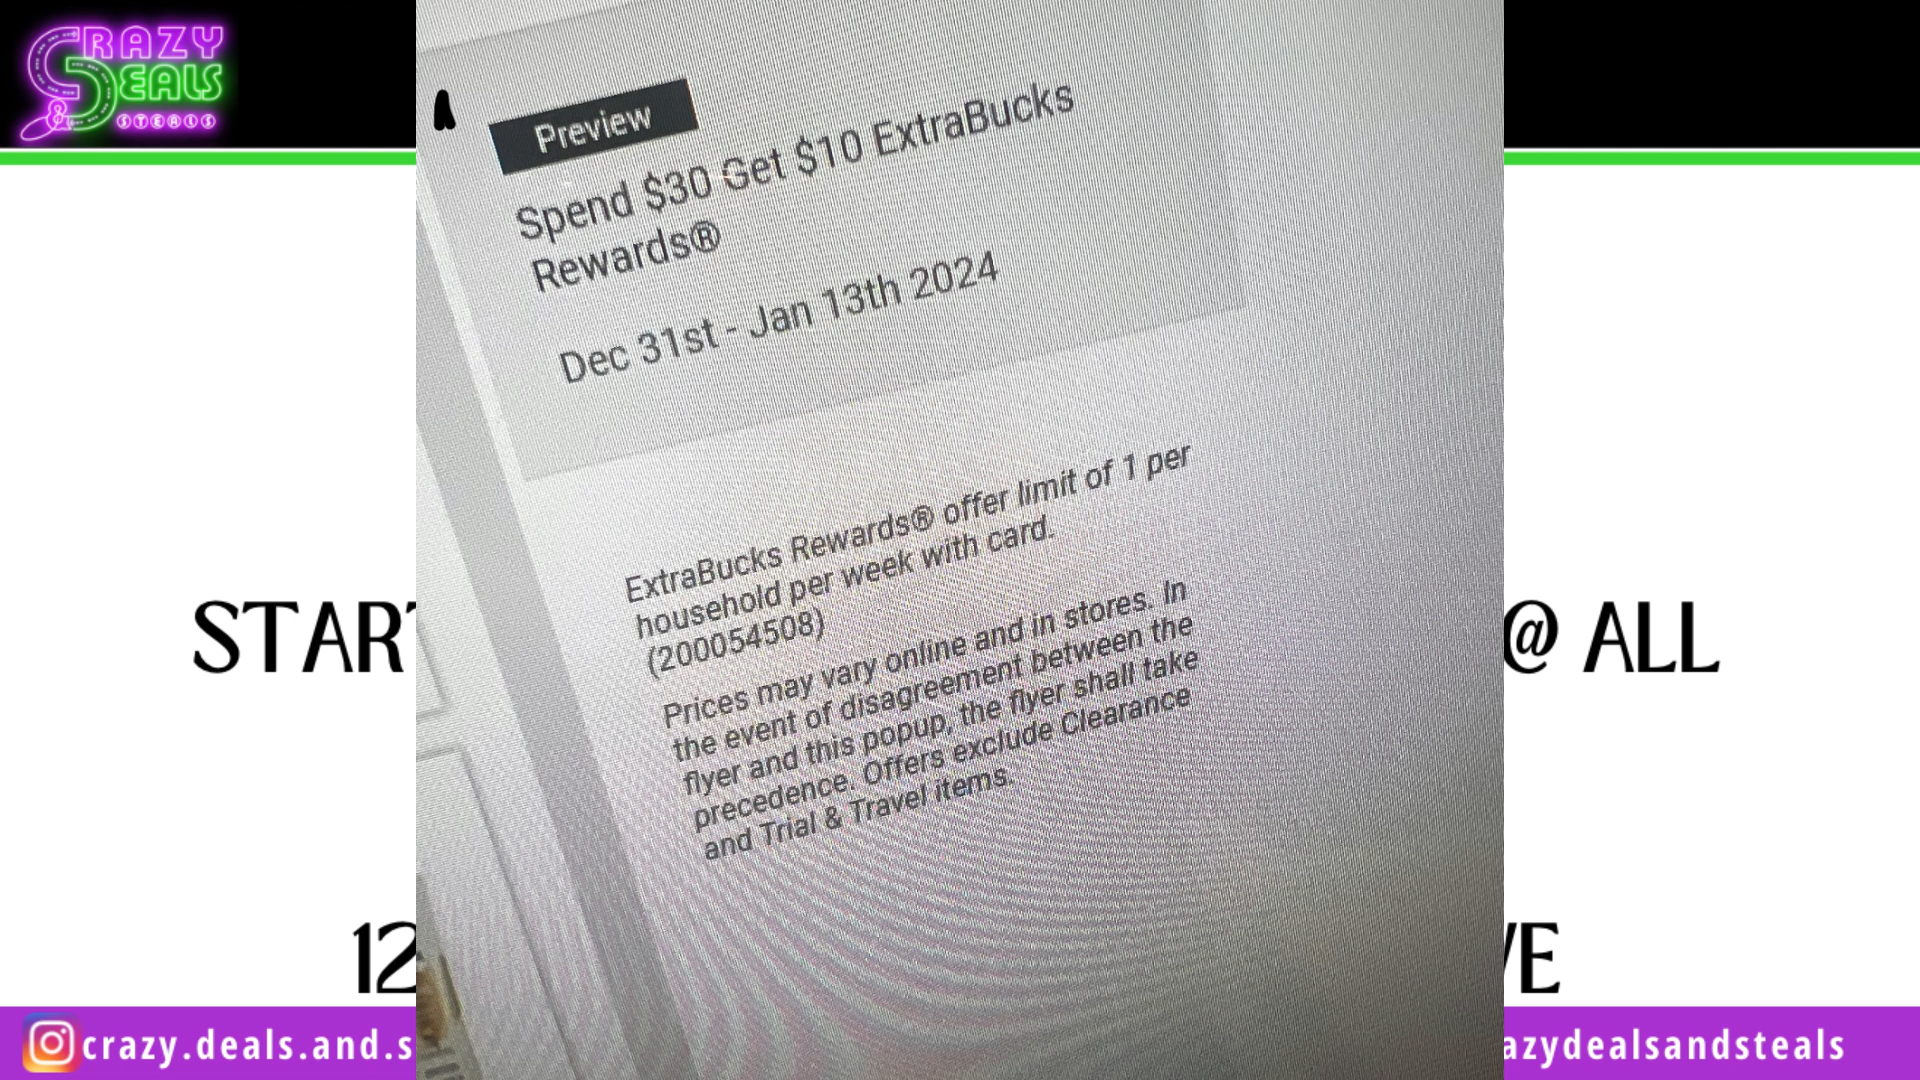 CRAZY
DEALS
& STEALS
Preview
Spend $30 Get $10 ExtraBucks
Rewards®
Dec 31st - Jan 13th 2024
ExtraBucks Rewards® offer limit of 1 per
household per week with card.
(200054508)
Prices may vary online and in stores. In
the event of disagreement between the
flyer and this popup, the flyer shall take
precedence. Offers exclude Clearance
and Trial & Travel items.
START @ ALL
12 VE
crazy.deals.and.s azydealsandsteals